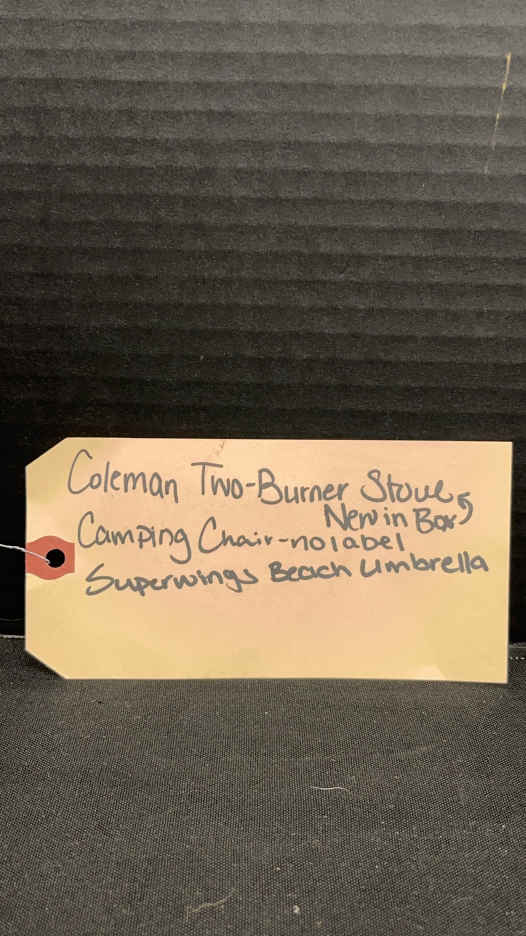 Coleman Two-Burner Stove,
New in Box,
Camping Chair-no label
Superwings Beach Umbrella